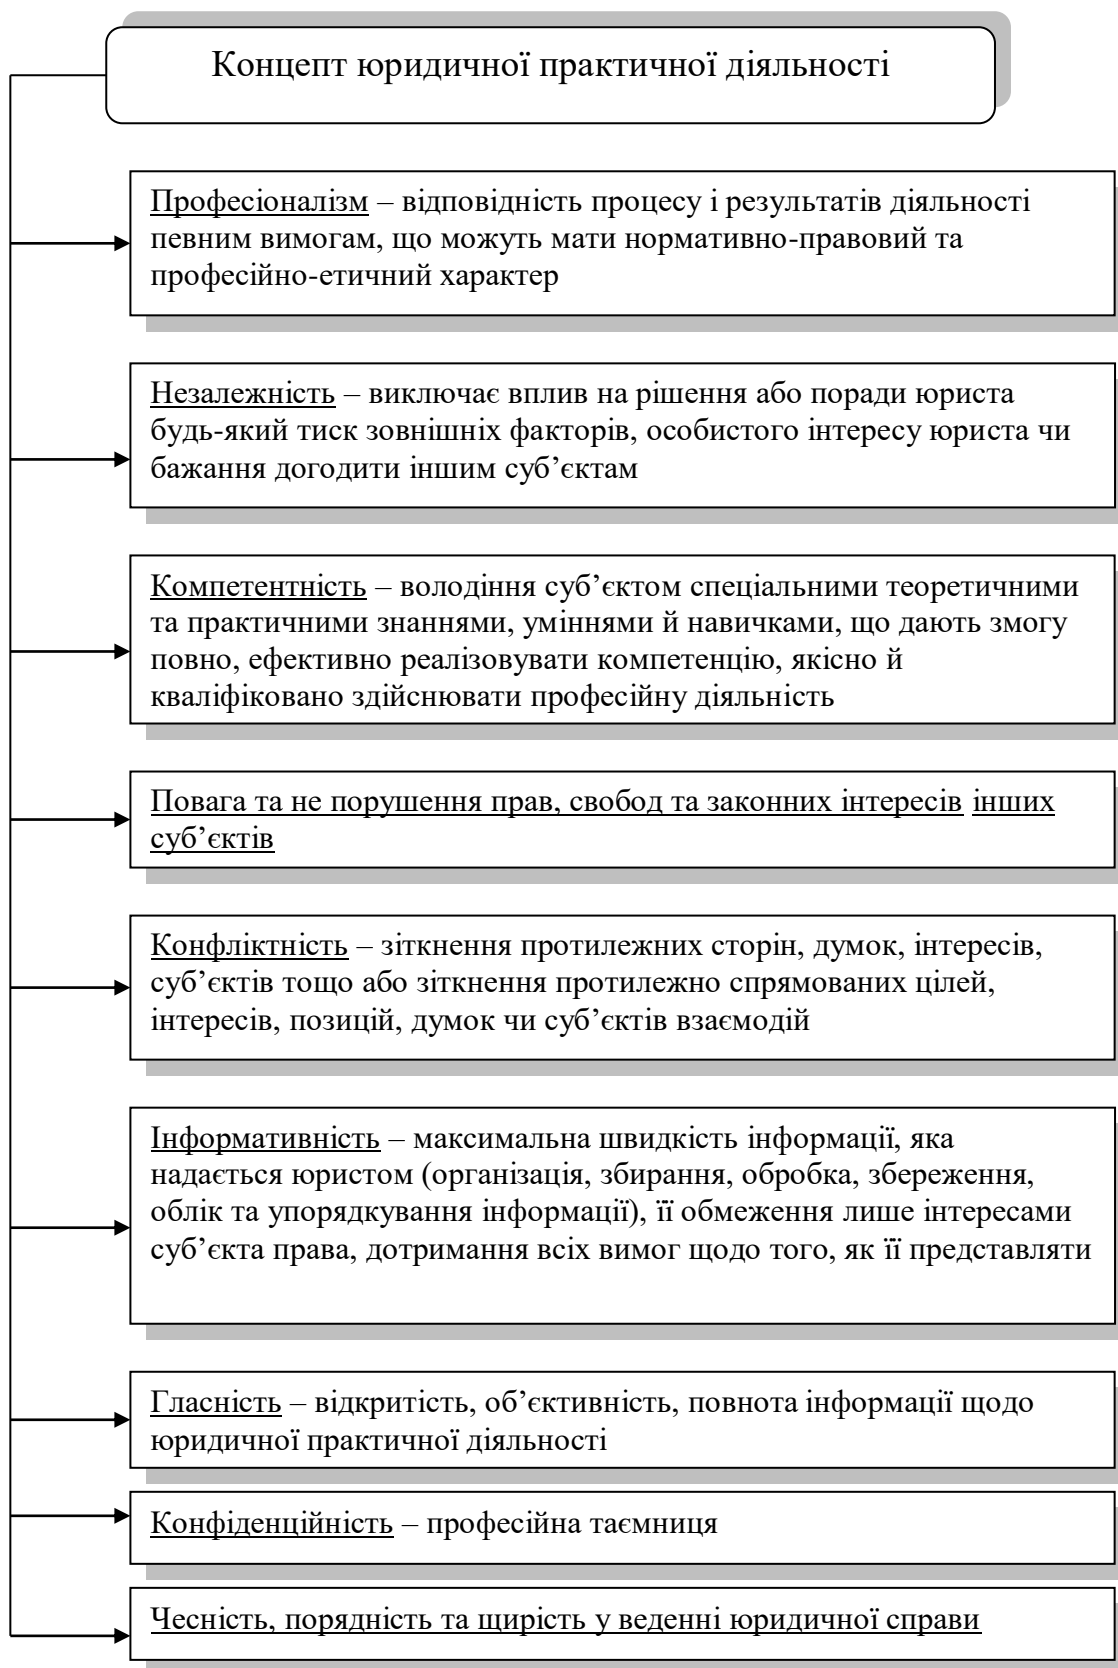 Концепт юридичної практичної діяльності
Професіоналізм – відповідність процесу і результатів діяльності
певним вимогам, що можуть мати нормативно-правовий та
професійно-етичний характер
Незалежність – виключає вплив на рішення або поради юриста
будь-який тиск зовнішніх факторів, особистого інтересу юриста чи
бажання догодити іншим суб’єктам
Компетентність – володіння суб’єктом спеціальними теоретичними
та практичними знаннями, уміннями й навичками, що дають змогу
повно, ефективно реалізовувати компетенцію, якісно й
кваліфіковано здійснювати професійну діяльність
Повага та не порушення прав, свобод та законних інтересів інших
суб’єктів
Конфліктність – зіткнення протилежних сторін, думок, інтересів,
суб’єктів тощо або зіткнення протилежно спрямованих цілей,
інтересів, позицій, думок чи суб’єктів взаємодій
Інформативність – максимальна швидкість інформації, яка
надається юристом (організація, збирання, обробка, збереження,
облік та упорядкування інформації), її обмеження лише інтересами
суб’єкта права, дотримання всіх вимог щодо того, як її представляти
Гласність – відкритість, об’єктивність, повнота інформації щодо
юридичної практичної діяльності
Конфіденційність – професійна таємниця
Чесність, порядність та щирість у веденні юридичної справи